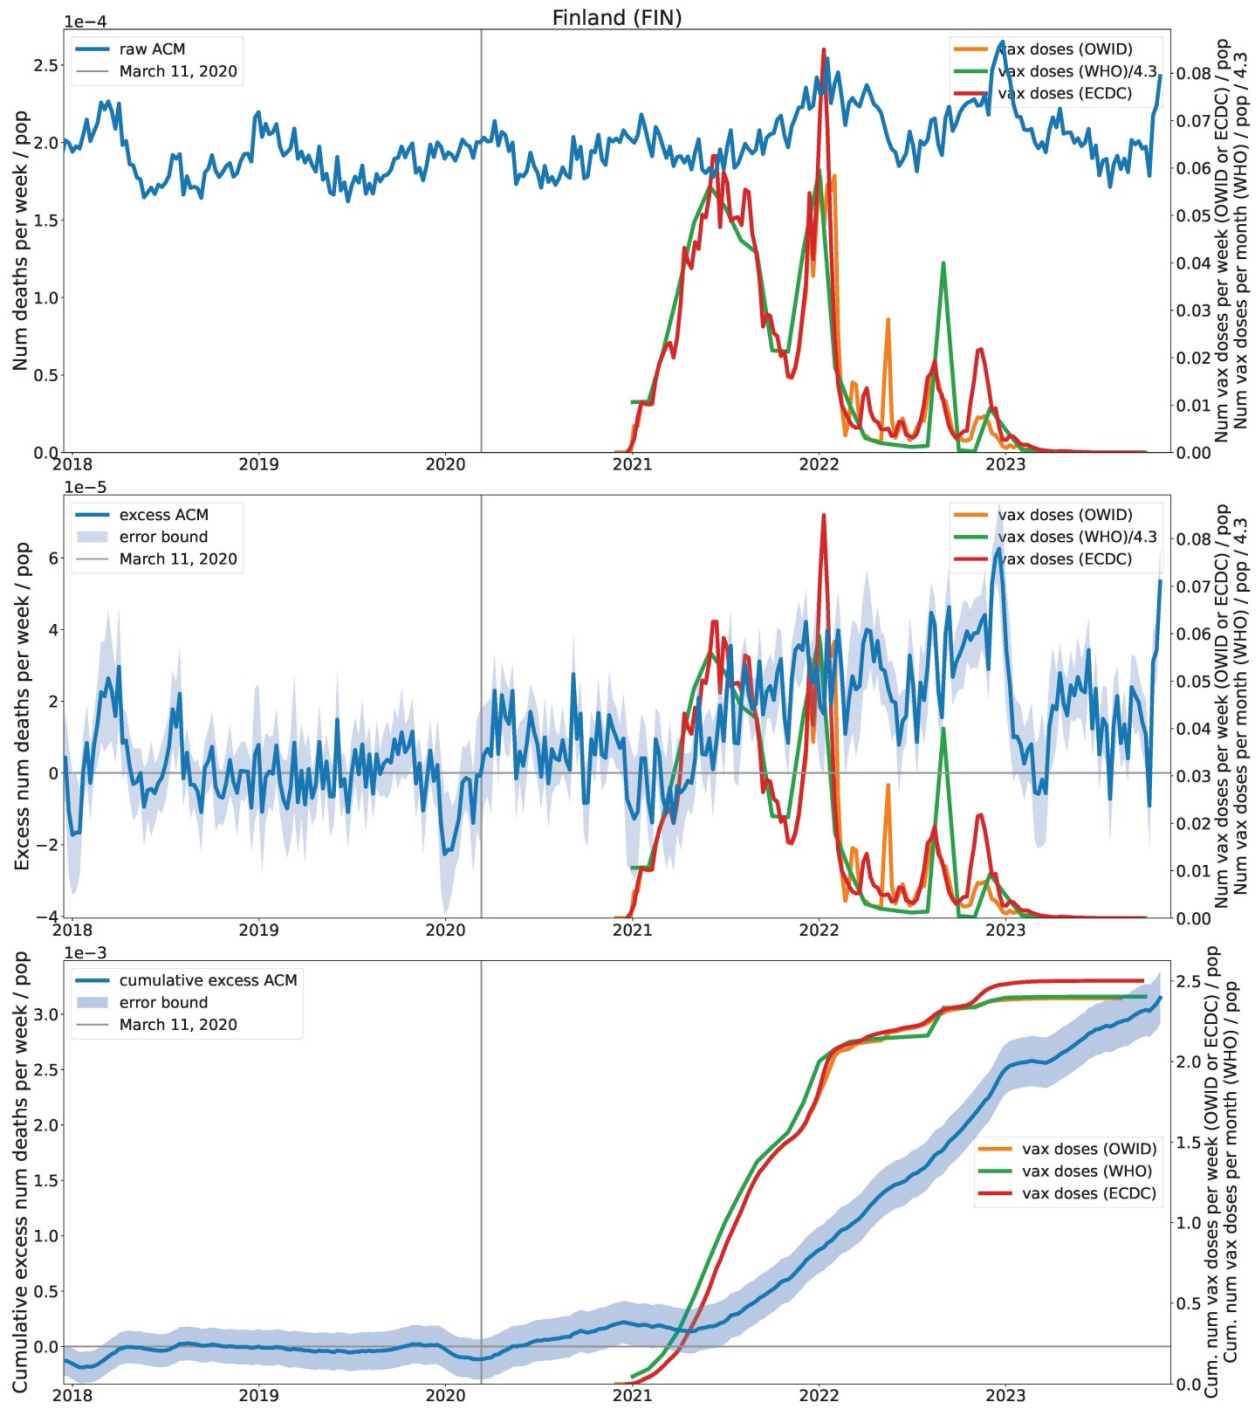 Finland (FIN)
1e−4
raw ACM
March 11, 2020
vax doses (OWID)
vax doses (WHO)/4.3
vax doses (ECDC)
Num deaths per week / pop
2.5
2.0
1.5
1.0
0.5
0.0
0.08
0.07
0.06
0.05
0.04
0.03
0.02
0.01
0.00
Num vax doses per week (OWID or ECDC) / pop
Num vax doses per month (WHO) / pop / 4.3
2018 2019 2020 2021 2022 2023
1e−5
excess ACM
error bound
March 11, 2020
vax doses (OWID)
vax doses (WHO)/4.3
vax doses (ECDC)
Excess num deaths per week / pop
6
4
2
0
−2
−4
0.08
0.07
0.06
0.05
0.04
0.03
0.02
0.01
0.00
Num vax doses per week (OWID or ECDC) / pop
Num vax doses per month (WHO) / pop / 4.3
2018 2019 2020 2021 2022 2023
1e−3
cumulative excess ACM
error bound
March 11, 2020
vax doses (OWID)
vax doses (WHO)
vax doses (ECDC)
Cumulative excess num deaths per week / pop
3.0
2.5
2.0
1.5
1.0
0.5
0.0
2.5
2.0
1.5
1.0
0.5
0.0
Cum. num vax doses per week (OWID or ECDC) / pop
Cum. num vax doses per month (WHO) / pop
2018 2019 2020 2021 2022 2023